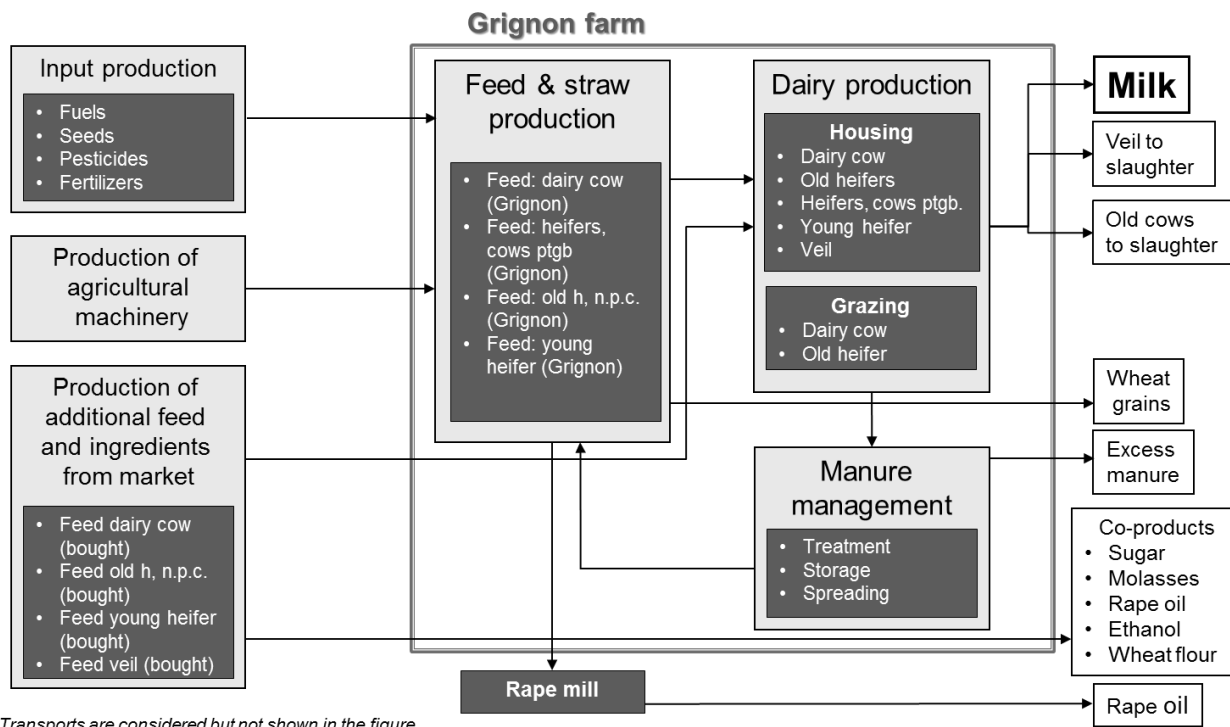 Grignon farm
Input production
• Fuels
• Seeds
• Pesticides
• Fertilizers
Production of
agricultural
machinery
Production of
additional feed
and ingredients
from market
• Feed dairy cow
(bought)
• Feed old h, n.p.c.
(bought)
• Feed young heifer
(bought)
• Feed veil (bought)
Feed & straw
production
• Feed: dairy cow
(Grignon)
• Feed: heifers,
cows ptgb
(Grignon)
• Feed: old h, n.p.c.
(Grignon)
• Feed: young
heifer (Grignon)
Dairy production
Housing
• Dairy cow
• Old heifers
• Heifers, cows ptgb.
• Young heifer
• Veil
Grazing
• Dairy cow
• Old heifer
Manure
management
• Treatment
• Storage
• Spreading
Milk
Veil to
slaughter
Old cows
to slaughter
Wheat
grains
Excess
manure
Co-products
• Sugar
• Molasses
• Rape oil
• Ethanol
• Wheat flour
Rape mill
Rape oil
Transports are considered but not shown in the figure